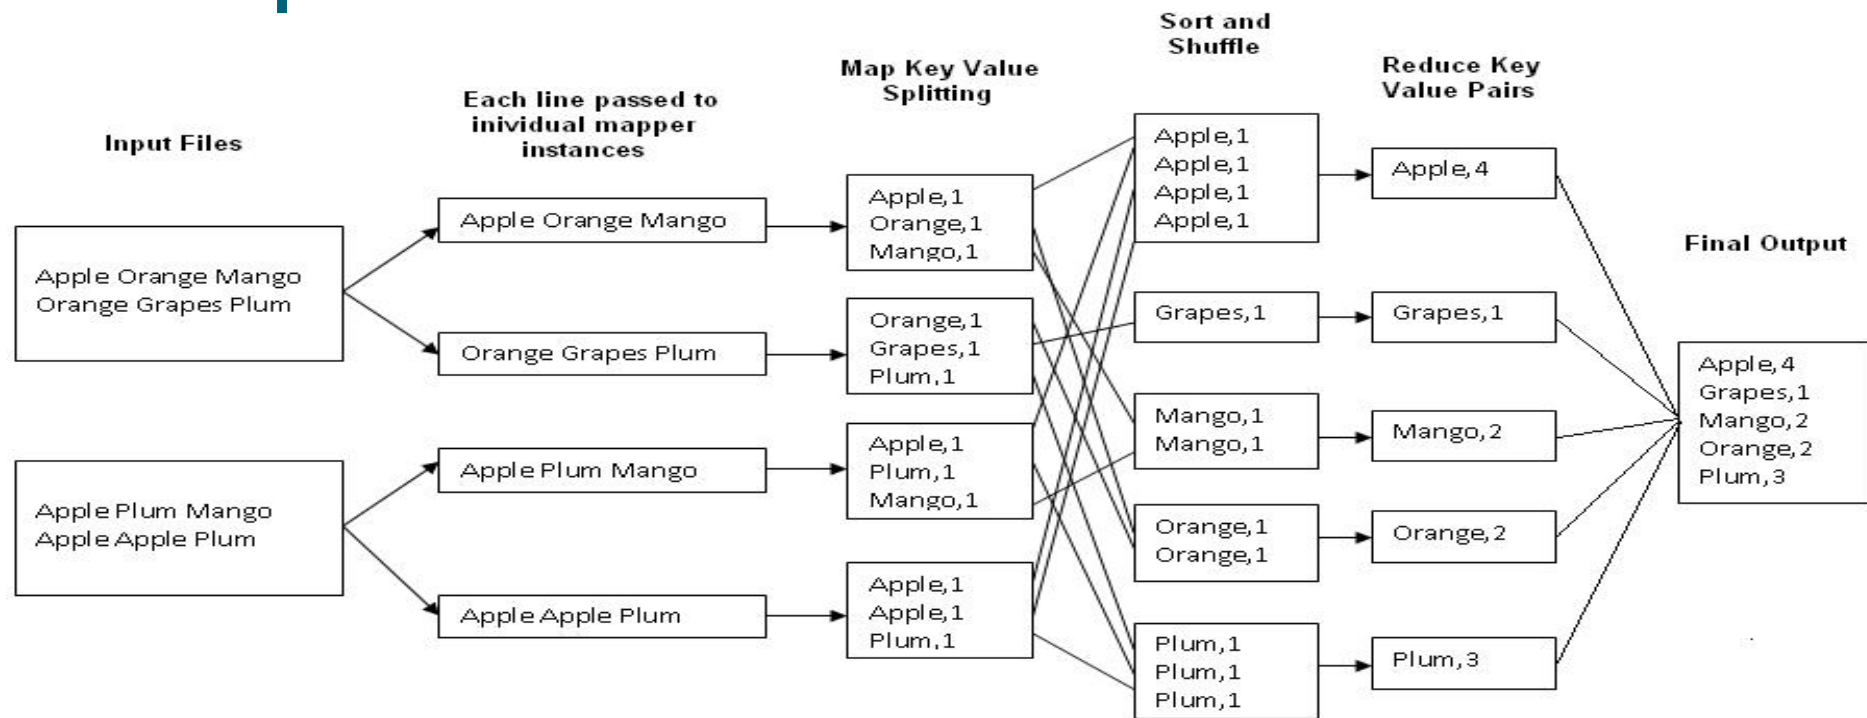 Input Files
Apple Orange Mango
Orange Grapes Plum
Apple Plum Mango
Apple Apple Plum
Each line passed to
inividual mapper
instances
Apple Orange Mango
Orange Grapes Plum
Apple Plum Mango
Apple Apple Plum
Map Key Value
Splitting
Apple,1
Orange,1
Mango,1
Orange,1
Grapes,1
Plum,1
Apple,1
Plum,1
Mango,1
Apple,1
Apple,1
Plum,1
Sort and
Shuffle
Apple,1
Apple,1
Apple,1
Apple,1
Grapes,1
Mango,1
Mango,1
Orange,1
Orange,1
Plum,1
Plum,1
Plum,1
Reduce Key
Value Pairs
Apple,4
Grapes,1
Mango,2
Orange,2
Plum,3
Final Output
Apple,4
Grapes,1
Mango,2
Orange,2
Plum,3